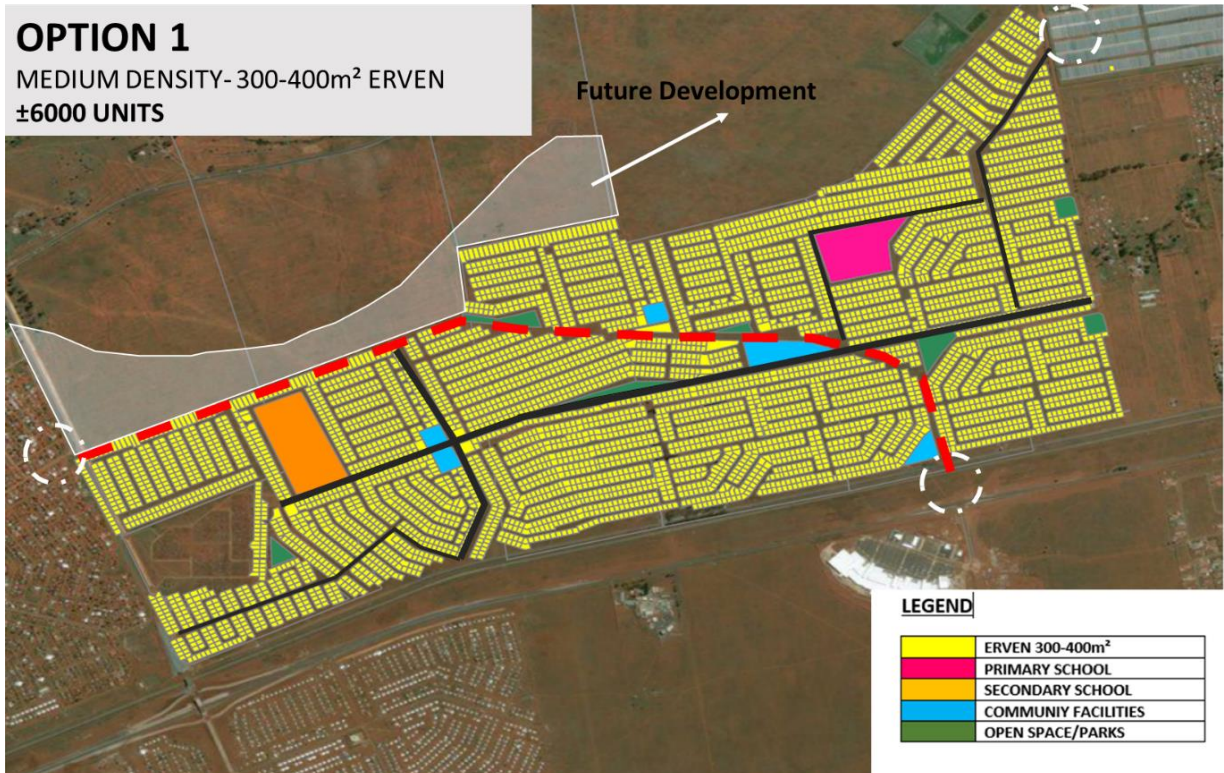 OPTION 1
MEDIUM DENSITY- 300-400m² ERVEN
±6000 UNITS
Future Development
LEGEND
ERVEN 300-400m²
PRIMARY SCHOOL
SECONDARY SCHOOL
COMMUNIY FACILITIES
OPEN SPACE/PARKS